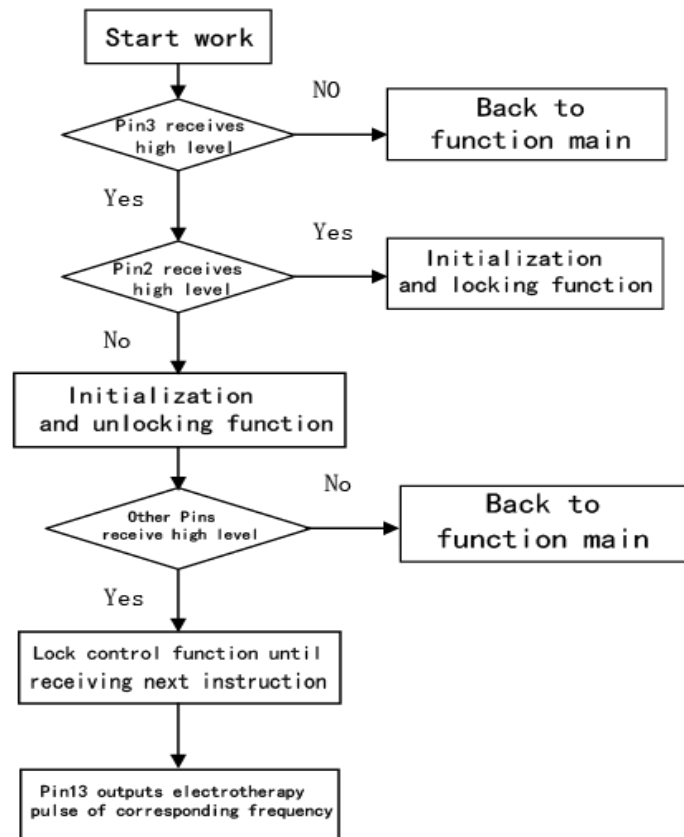 Start work
NO
Pin3 receives
high level
Back to
function main
Yes
Yes
Pin2 receives
high level
Initialization
and locking function
No
Initialization
and unlocking function
No
Other Pins
receive high level
Back to
function main
Yes
Lock control function until
receiving next instruction
Pin13 outputs electrotherapy
pulse of corresponding frequency